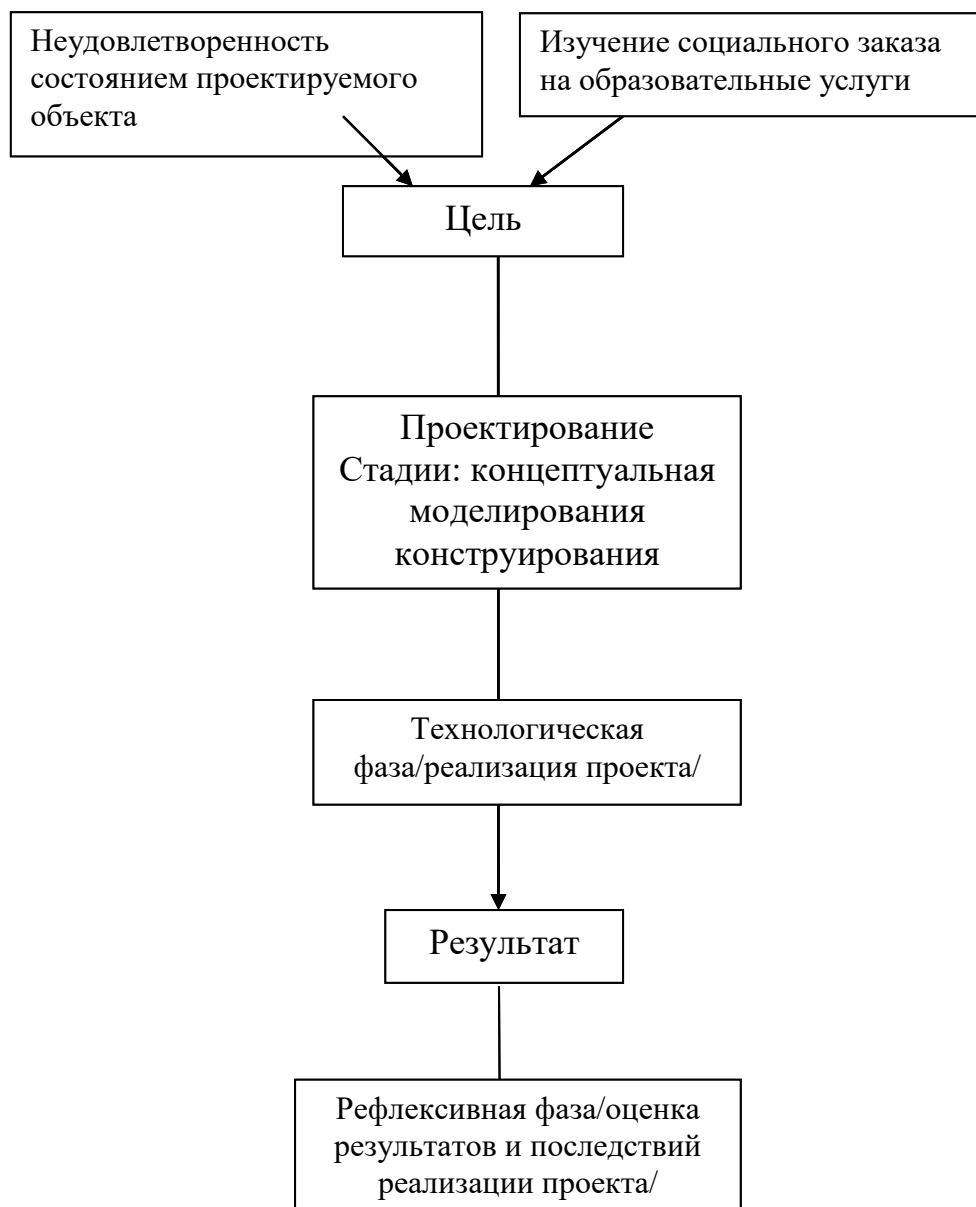 Неудовлетворенность
состоянием проектируемого
объекта
Изучение социального заказа
на образовательные услуги
Цель
Проектирование
Стадии: концептуальная
моделирования
конструирования
Технологическая
фаза/реализация проекта/
Результат
Рефлексивная фаза/оценка
результатов и последствий
реализации проекта/